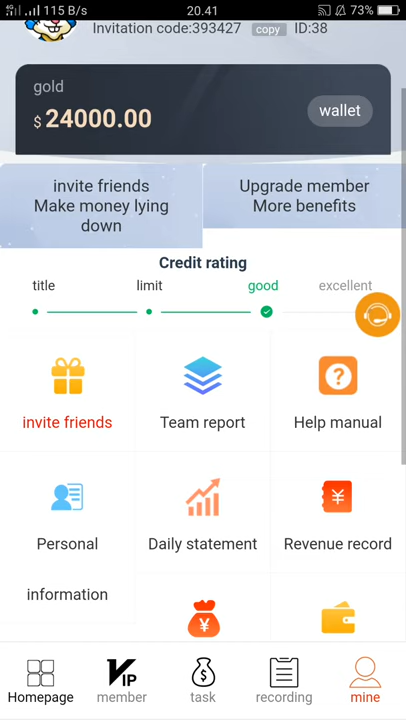 4G 115 B/s 20.41 73%
Invitation code:393427 copy ID:38
gold
$ 24000.00
wallet
invite friends
Make money lying
down
Upgrade member
More benefits
Credit rating
title limit good excellent
invite friends Team report Help manual
?
¥
Personal
information
Daily statement Revenue record
¥
VIP
$
Homepage member task recording mine